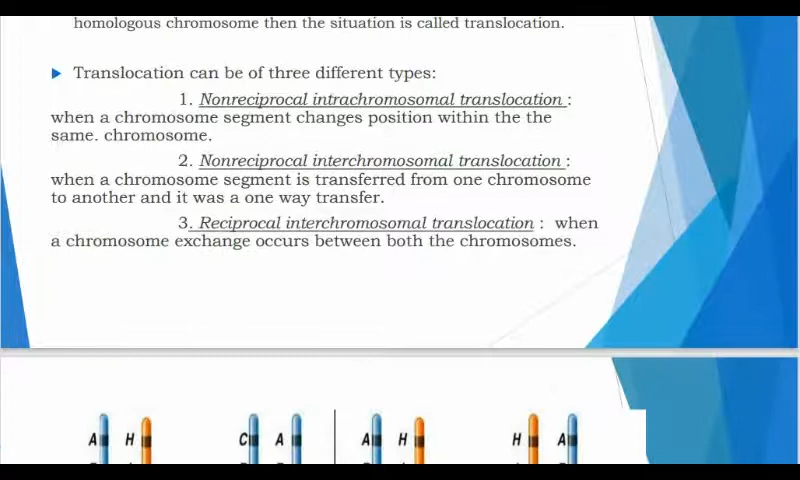 homologous chromosome then the situation is called translocation.
Translocation can be of three different types:
1. Nonreciprocal intrachromosomal translocation :
when a chromosome segment changes position within the the
same. chromosome.
2. Nonreciprocal interchromosomal translocation :
when a chromosome segment is transferred from one chromosome
to another and it was a one way transfer.
3. Reciprocal interchromosomal translocation : when
a chromosome exchange occurs between both the chromosomes.
A H C A A H H A